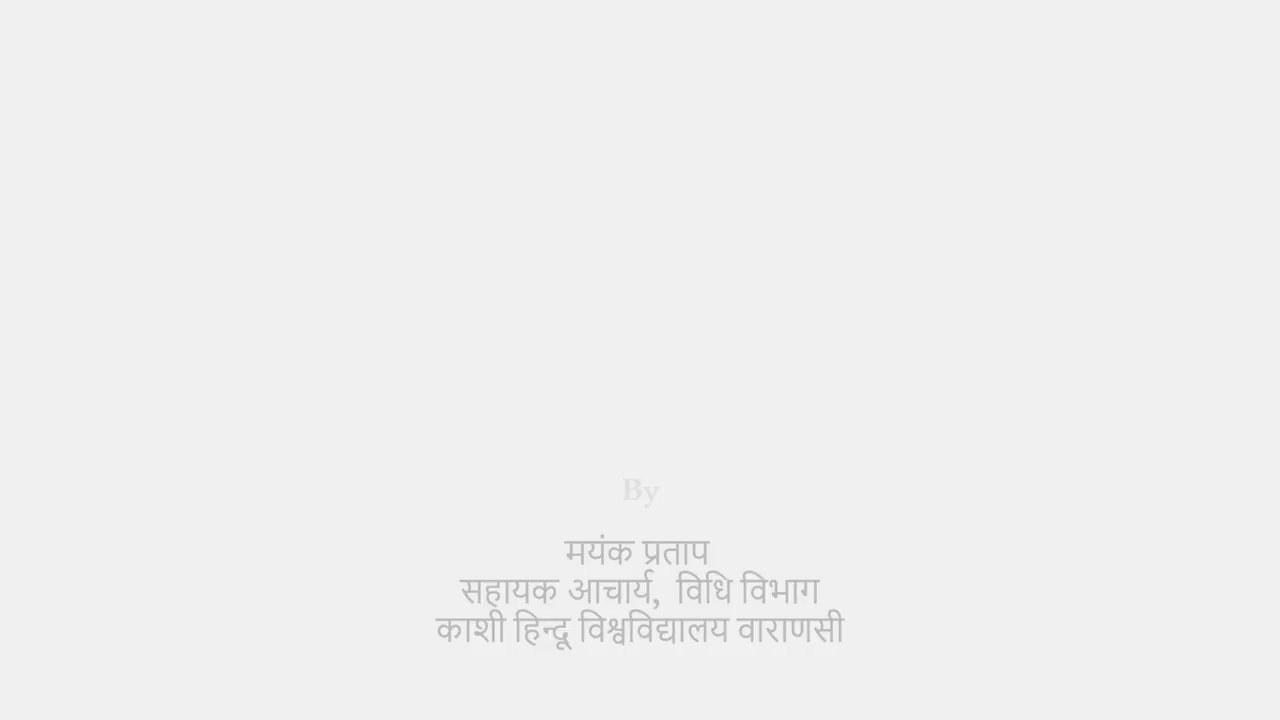 By
मयंक प्रताप
सहायक आचार्य, विधि विभाग
काशी हिन्दू विश्वविद्यालय वाराणसी